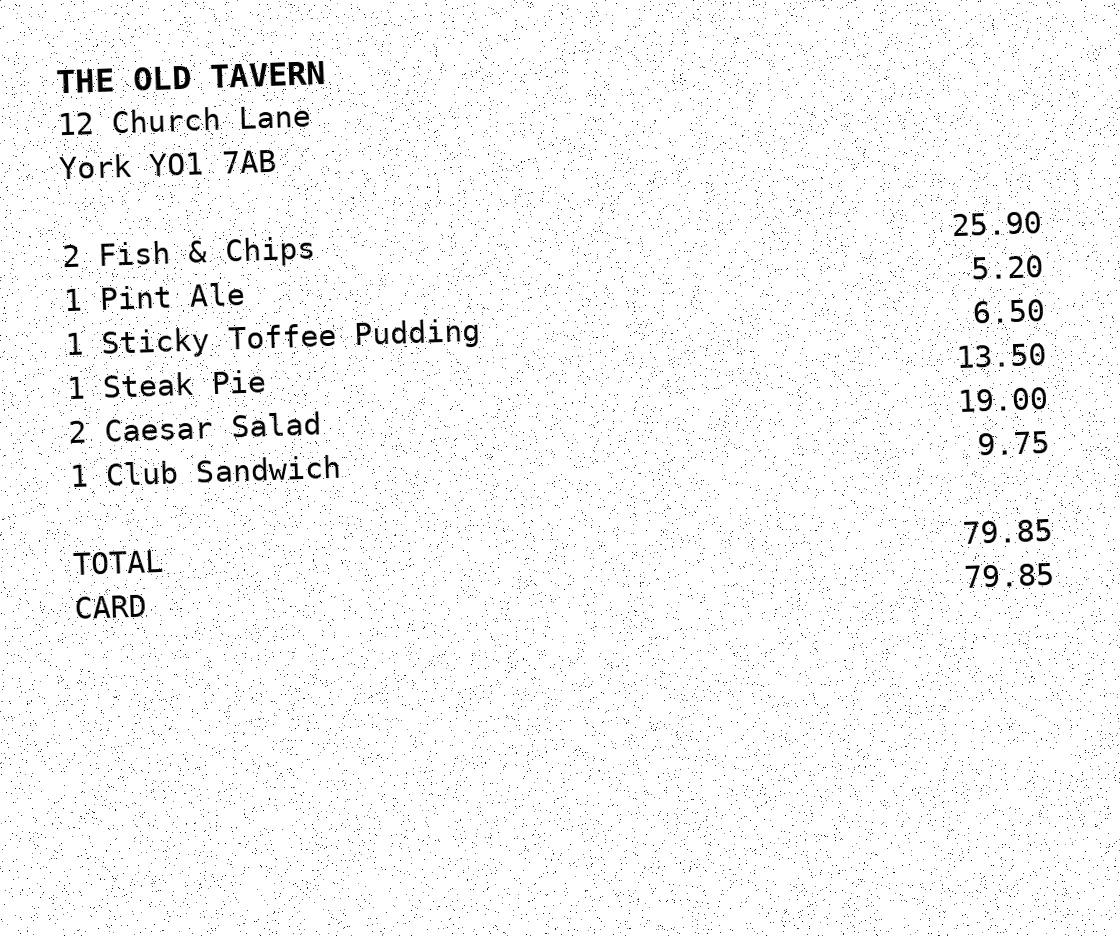 THE OLD TAVERN
12 Church Lane
York YO1 7AB
2 Fish & Chips 25.90
1 Pint Ale 5.20
1 Sticky Toffee Pudding 6.50
1 Steak Pie 13.50
2 Caesar Salad 19.00
1 Club Sandwich 9.75
TOTAL 79.85
CARD 79.85